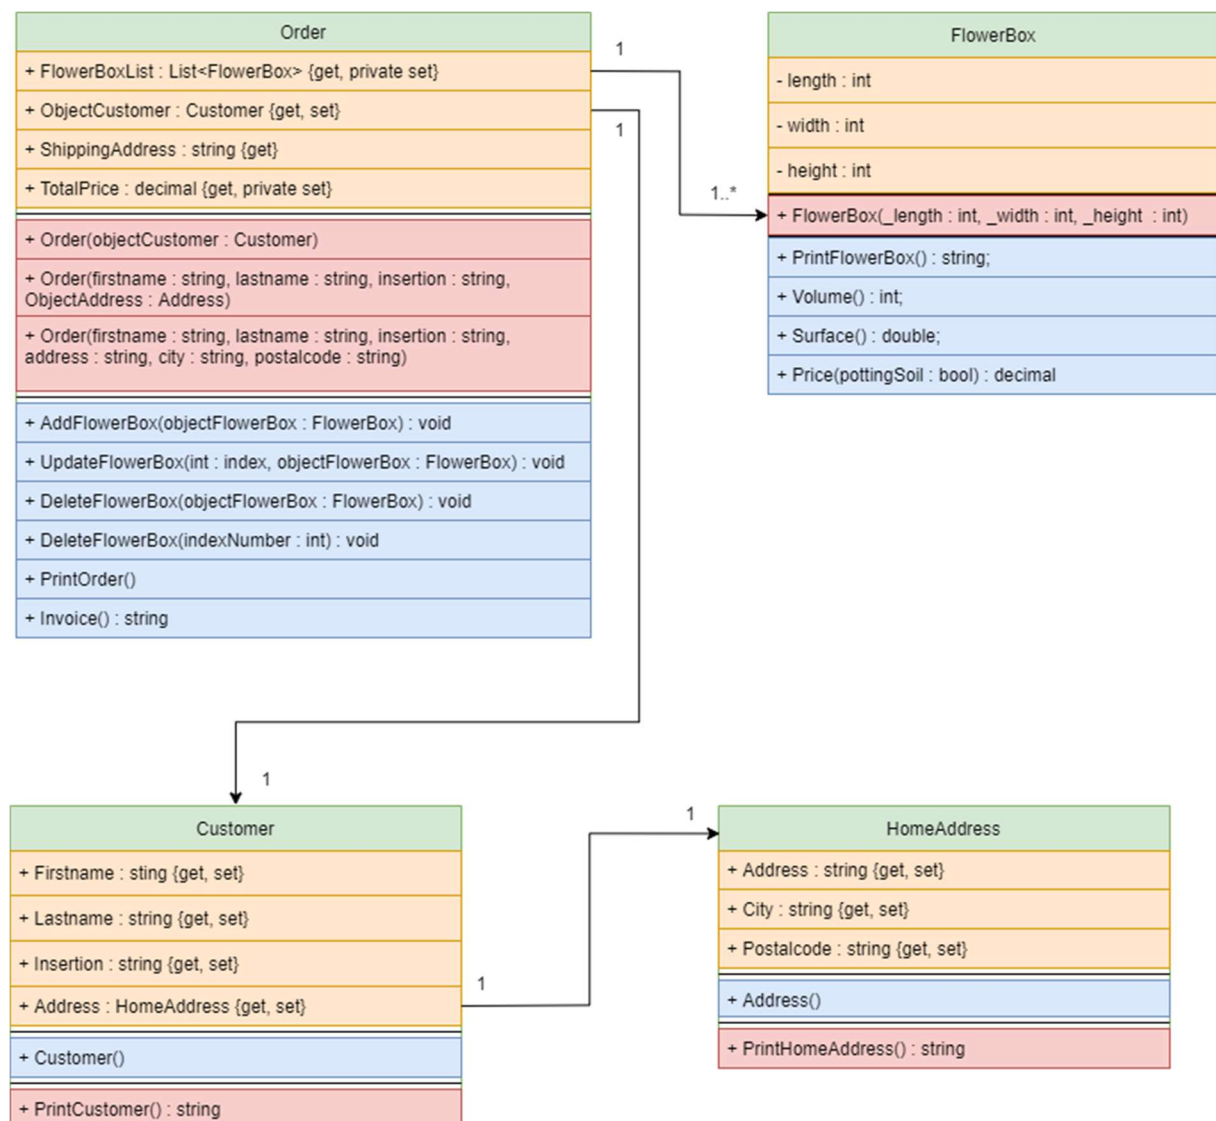 Order
+ FlowerBoxList : List<FlowerBox> {get, private set}
+ ObjectCustomer : Customer {get, set}
+ ShippingAddress : string {get}
+ TotalPrice : decimal {get, private set}
+ Order(objectCustomer : Customer)
+ Order(firstname : string, lastname : string, insertion : string,
ObjectAddress : Address)
+ Order(firstname : string, lastname : string, insertion : string,
address : string, city : string, postalcode : string)
+ AddFlowerBox(objectFlowerBox : FlowerBox) : void
+ UpdateFlowerBox(int : index, objectFlowerBox : FlowerBox) : void
+ DeleteFlowerBox(objectFlowerBox : FlowerBox) : void
+ DeleteFlowerBox(indexNumber : int) : void
+ PrintOrder()
+ Invoice() : string
1
1
1..*
FlowerBox
- length : int
- width : int
- height : int
+ FlowerBox(_length : int, _width : int, _height : int)
+ PrintFlowerBox() : string;
+ Volume() : int;
+ Surface() : double;
+ Price(pottingSoil : bool) : decimal
1
Customer
+ Firstname : sting {get, set}
+ Lastname : string {get, set}
+ Insertion : string {get, set}
+ Address : HomeAddress {get, set}
+ Customer()
+ PrintCustomer() : string
1
1
HomeAddress
+ Address : string {get, set}
+ City : string {get, set}
+ Postalcode : string {get, set}
+ Address()
+ PrintHomeAddress() : string